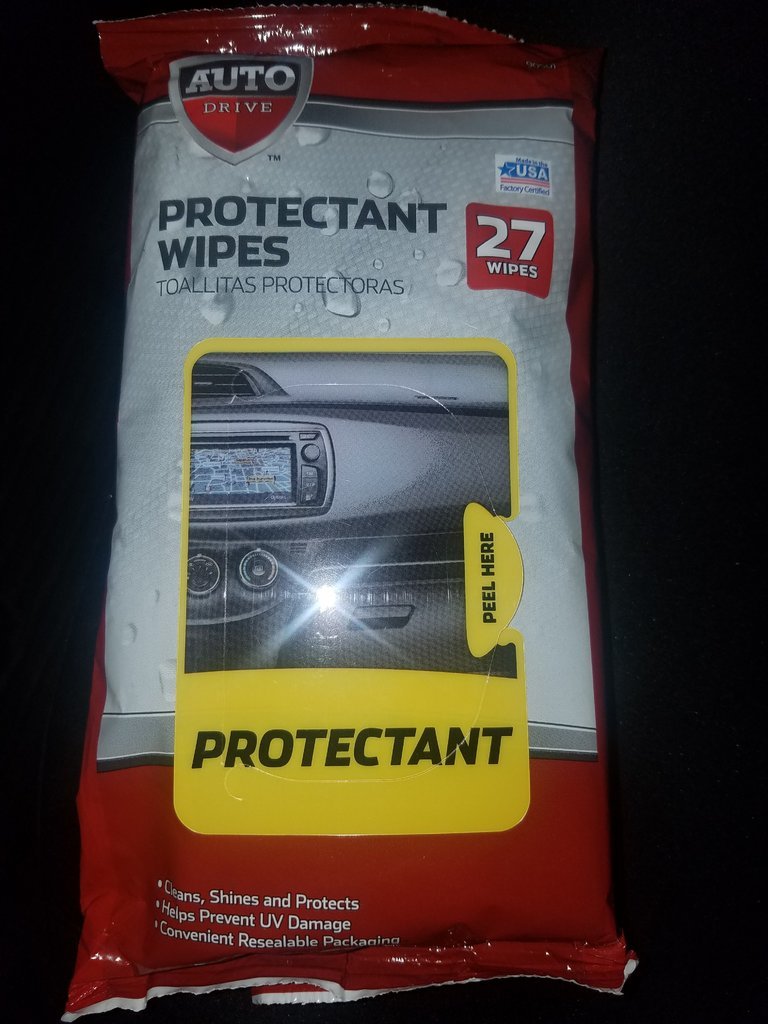 AUTO
DRIVE
TM
Made in the
USA
Factory Certified
PROTECTANT
WIPES
TOALLITAS PROTECTORAS
27
WIPES
PEEL HERE
PROTECTANT
• Cleans, Shines and Protects
• Helps Prevent UV Damage
• Convenient Resealable Packaging